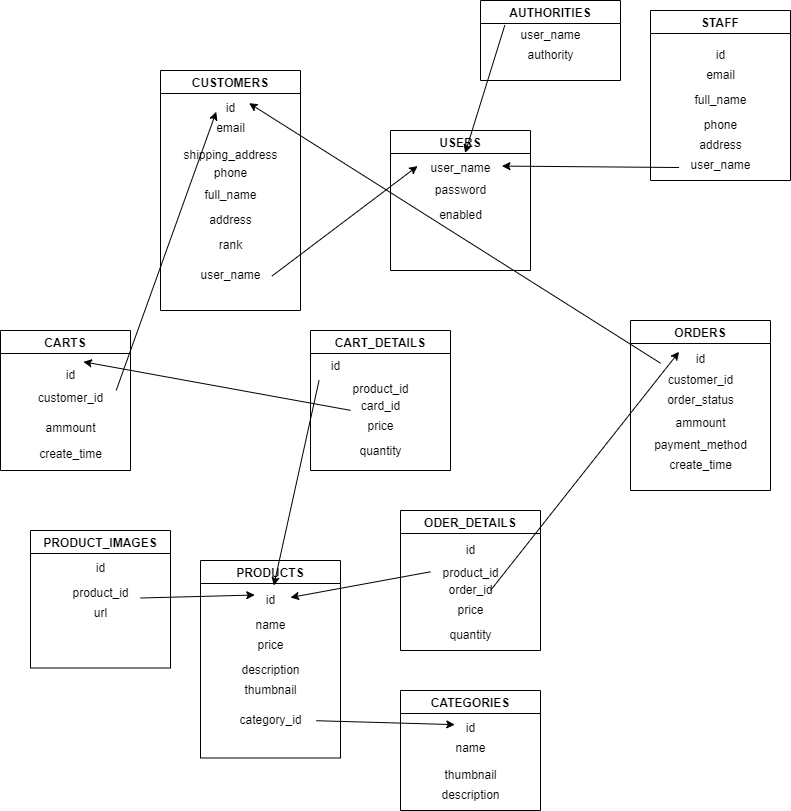 AUTHORITIES
user_name
authority
STAFF
id
email
full_name
phone
address
user_name
CUSTOMERS
id
email
shipping_address
phone
full_name
address
rank
user_name
USERS
user_name
password
enabled
CARTS
id
customer_id
ammount
create_time
CART_DETAILS
id
product_id
card_id
price
quantity
ORDERS
id
customer_id
order_status
ammount
payment_method
create_time
PRODUCT_IMAGES
id
product_id
url
PRODUCTS
id
name
price
description
thumbnail
category_id
ODER_DETAILS
id
product_id
order_id
price
quantity
CATEGORIES
id
name
thumbnail
description